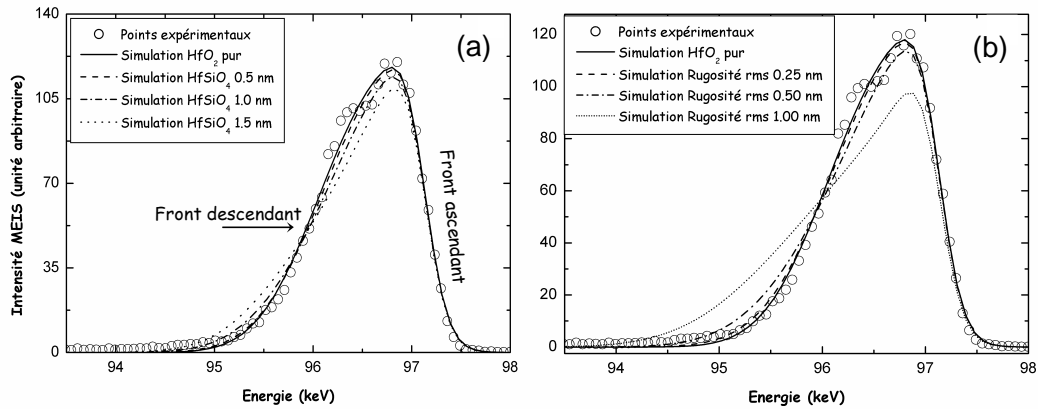 (a)
Points expérimentaux
Simulation HfO2 pur
Simulation HfSiO4 0.5 nm
Simulation HfSiO4 1.0 nm
Simulation HfSiO4 1.5 nm
Front descendant
Front ascendant
Intensité MEIS (unité arbitraire)
140
105
70
35
0
94
95
96
97
98
Energie (keV)
(b)
Points expérimentaux
Simulation HfO2 pur
Simulation Rugosité rms 0.25 nm
Simulation Rugosité rms 0.50 nm
Simulation Rugosité rms 1.00 nm
120
100
80
60
40
20
0
94
95
96
97
98
Energie (keV)